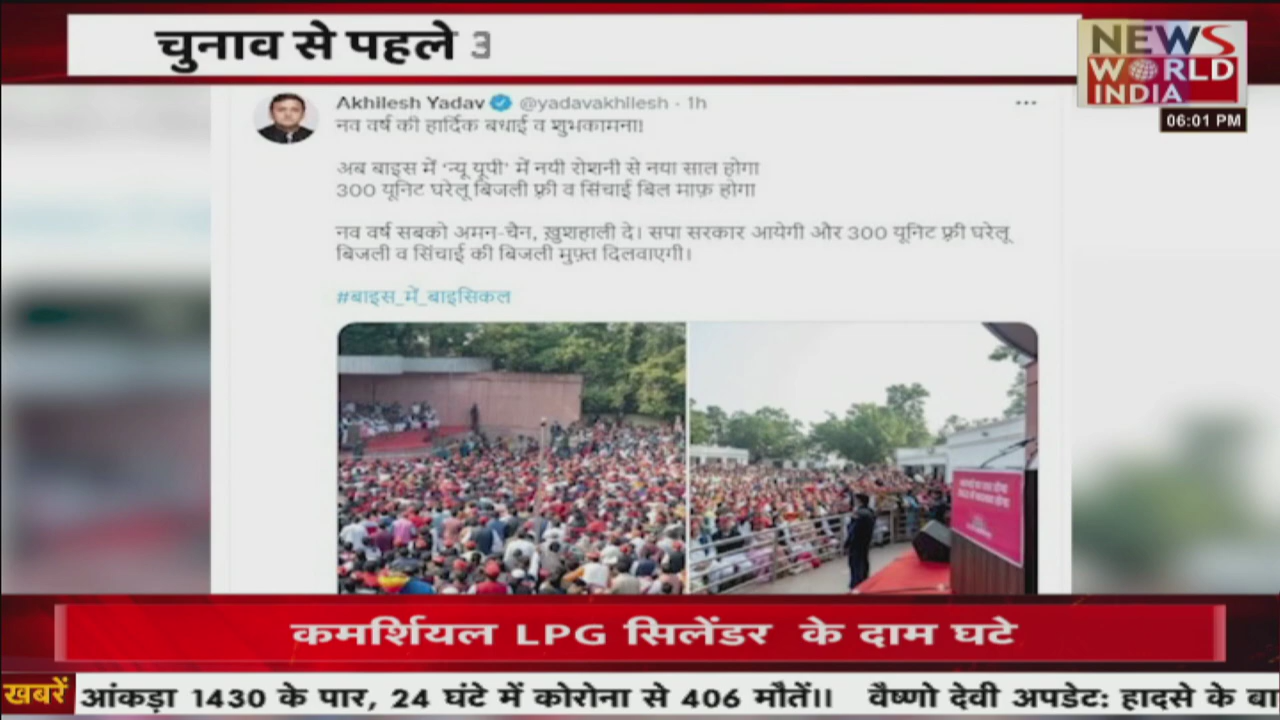 चुनाव से पहले 3
NEWS
WORLD
INDIA
06:01 PM
Akhilesh Yadav @yadavakhilesh · 1h
नव वर्ष की हार्दिक बधाई व शुभकामना!
अब बाइस में ‘न्यू यूपी’ में नयी रोशनी से नया साल होगा
300 यूनिट घरेलू बिजली फ़्री व सिंचाई बिल माफ़ होगा
नव वर्ष सबको अमन-चैन, ख़ुशहाली दे। सपा सरकार आयेगी और 300 यूनिट फ़्री घरेलू
बिजली व सिंचाई की बिजली मुफ़्त दिलवाएगी।
#बाइस_में_बाइसिकल
कमर्शियल LPG सिलेंडर के दाम घटे
खबरें आंकड़ा 1430 के पार, 24 घंटे में कोरोना से 406 मौतें।। वैष्णो देवी अपडेट: हादसे के बा